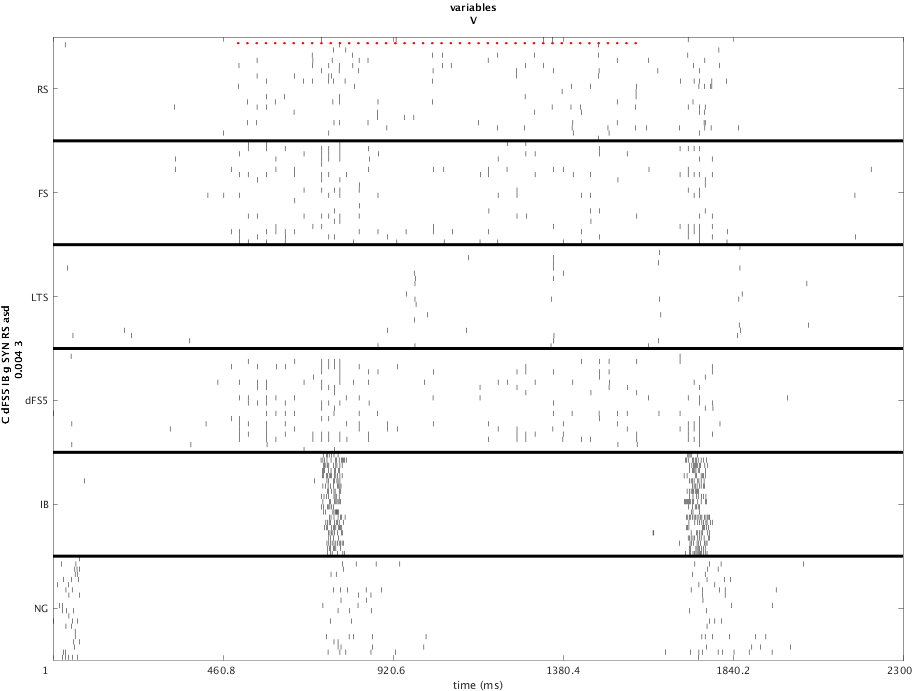 variables
V
RS
FS
LTS
dFS5
IB
NG
C dFS5 IB g SYN RS asd
0.004 3
1
460.8
920.6
1380.4
1840.2
2300
time (ms)